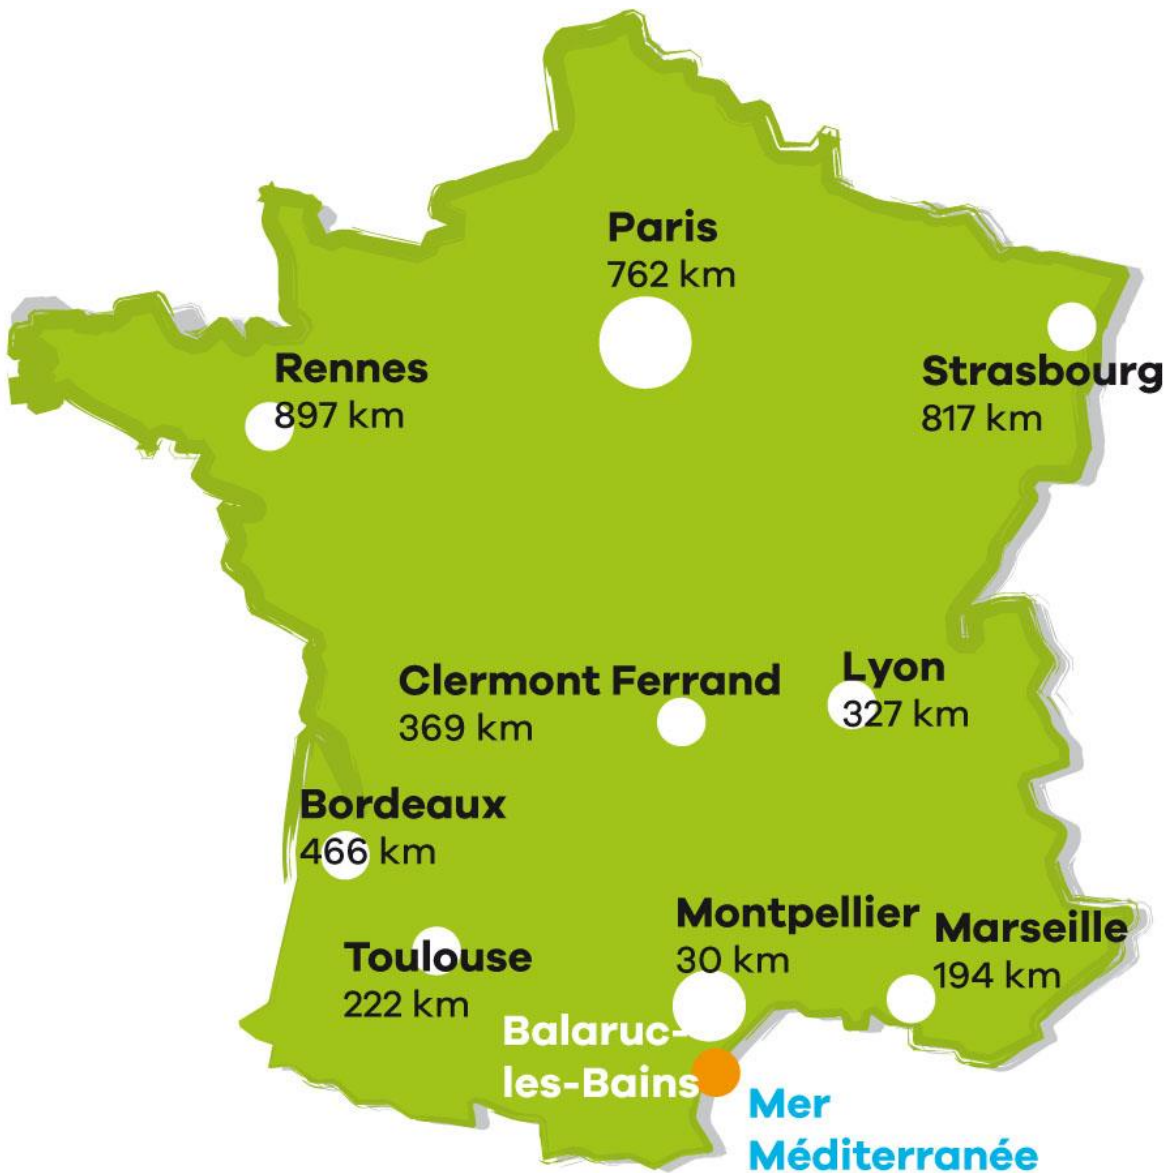 Paris
762 km
Rennes
897 km
Strasbourg
817 km
Clermont Ferrand
369 km
Lyon
327 km
Bordeaux
466 km
Montpellier
30 km
Marseille
194 km
Toulouse
222 km
Balaruc-
les-Bains
Mer
Méditerranée